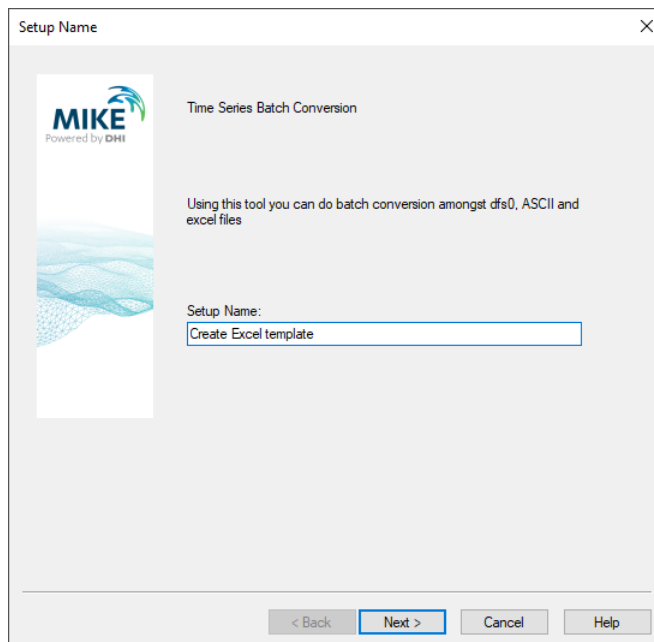 Setup Name
MIKE
Powered by DHI
Time Series Batch Conversion
Using this tool you can do batch conversion amongst dfs0, ASCII and
excel files
Setup Name:
Create Excel template
< Back
Next >
Cancel
Help